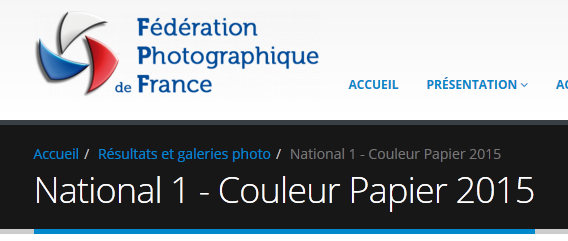 Fédération
Photographique
de France
ACCUEIL PRÉSENTATION
Accueil / Résultats et galeries photo / National 1 - Couleur Papier 2015
National 1 - Couleur Papier 2015